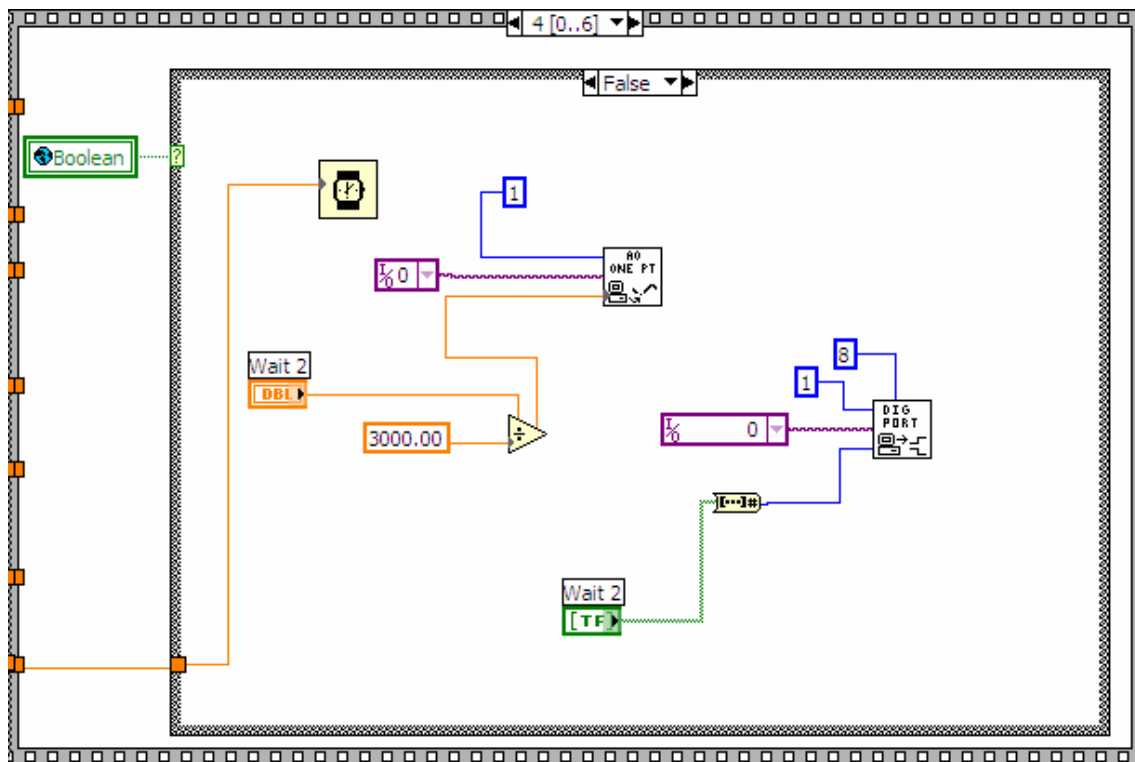 4 [0..6]
False
Boolean
?
1
AO
ONE PT
I/O 0
Wait 2
DBL
8
1
÷
3000.00
DIG
PORT
I/O 0
[...]#
Wait 2
[TF]